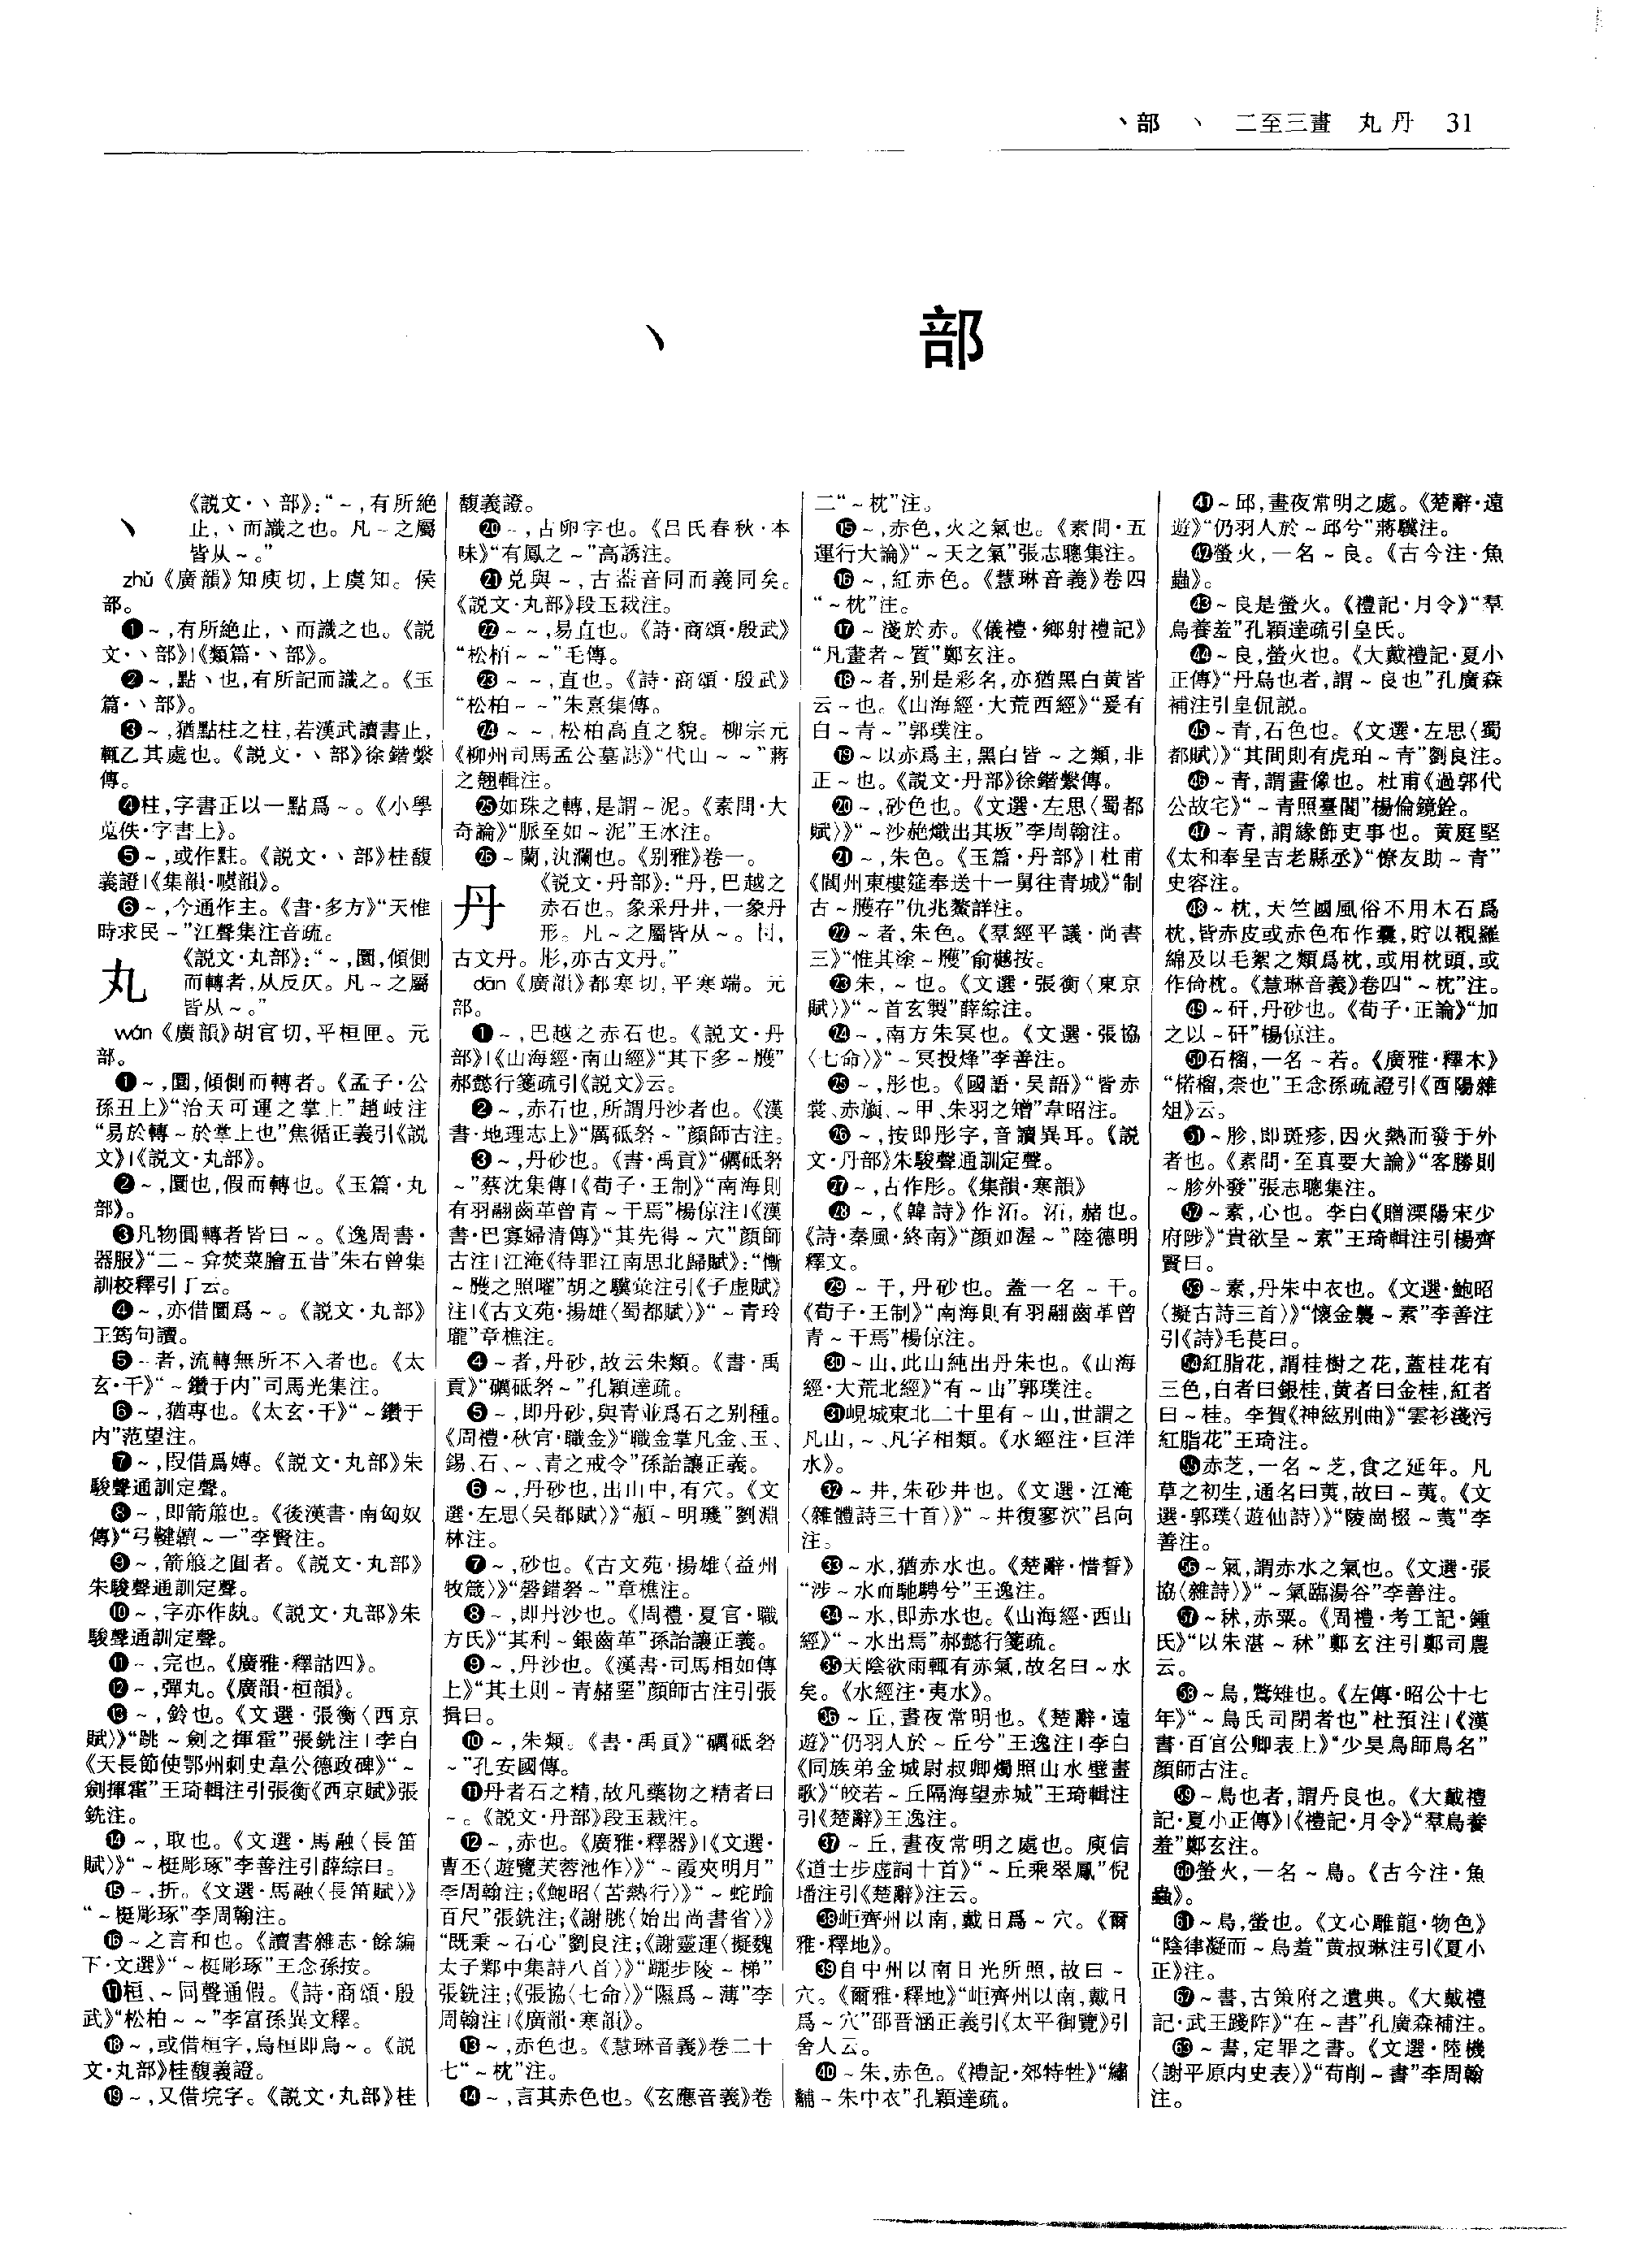 丶部 丶 二至三畫 丸丹 31
丶部
丶
《説文·丶部》:“～,有所絶
止,丶而識之也。凡～之屬
皆从～。”
zhǔ《廣韻》知庾切,上虞知。侯
部。
❶～,有所絶止,丶而識之也。《説
文·丶部》|《類篇·丶部》。
❷～,點丶也,有所記而識之。《玉
篇·丶部》。
❸～,猶點柱之柱,若漢武讀書止,
輒乙其處也。《説文·丶部》徐鍇繫
傳。
❹柱,字書正以一點爲～。《小學
蒐佚·字書上》。
❺～,或作黈。《説文·丶部》桂馥
義證|《集韻·噳韻》。
❻～,今通作主。《書·多方》“天惟
時求民～”江聲集注音疏。
丸
《説文·丸部》:“～,圜,傾側
而轉者,从反仄。凡～之屬
皆从～。”
wán《廣韻》胡官切,平桓匣。元
部。
❶～,圜,傾側而轉者。《孟子·公
孫丑上》“治天可運之掌上”趙岐注
“易於轉～於掌上也”焦循正義引《説
文》|《説文·丸部》。
❷～,圜也,假而轉也。《玉篇·丸
部》。
❸凡物圓轉者皆曰～。《逸周書·
器服》“二～弇焚菜膾五昔”朱右曾集
訓校釋引丁云。
❹～,亦借圜爲～。《説文·丸部》
王筠句讀。
❺～者,流轉無所不入者也。《太
玄·干》“～鑽于内”司馬光集注。
❻～,猶專也。《太玄·干》“～鑽于
内”范望注。
❼～,叚借爲嫥。《説文·丸部》朱
駿聲通訓定聲。
❽～,即箭箙也。《後漢書·南匈奴
傳》“弓鞬韥～一”李賢注。
❾～,箭箙之圓者。《説文·丸部》
朱駿聲通訓定聲。
❿～,字亦作㼝。《説文·丸部》朱
駿聲通訓定聲。
⓫～,完也。《廣雅·釋詁四》。
⓬～,彈丸。《廣韻·桓韻》。
⓭～,鈴也。《文選·張衡〈西京
賦〉》“跳～劍之揮霍”張銑注|李白
《天長節使鄂州刺史韋公德政碑》“～
劍揮霍”王琦輯注引張衡《西京賦》張
銑注。
⓮～,取也。《文選·馬融〈長笛
賦〉》“～梃彫琢”李善注引薛綜曰。
⓯～,折。《文選·馬融〈長笛賦〉》
“～梃彫琢”李周翰注。
⓰～之言和也。《讀書雜志·餘編
下·文選》“～梃彫琢”王念孫按。
⓱桓、～同聲通假。《詩·商頌·殷
武》“松柏～～”李富孫異文釋。
⓲～,或借桓字,烏桓即烏～。《説
文·丸部》桂馥義證。
⓳～,又借垸字。《説文·丸部》桂
馥義證。
⓴～,古卵字也。《吕氏春秋·本
味》“有鳳之～”高誘注。
㉑兑與～,古蓋音同而義同矣。
《説文·丸部》段玉裁注。
㉒～～,易直也。《詩·商頌·殷武》
“松柏～～”毛傳。
㉓～～,直也。《詩·商頌·殷武》
“松柏～～”朱熹集傳。
㉔～～,松柏高直之貌。柳宗元
《柳州司馬孟公墓誌》“代山～～”蔣
之翹輯注。
㉕如珠之轉,是謂～泥。《素問·大
奇論》“脈至如～泥”王冰注。
㉖～蘭,汍瀾也。《别雅》卷一。
丹
《説文·丹部》:“丹,巴越之
赤石也。象采丹井,一象丹
形。凡～之屬皆从～。𠁿,
古文丹。彤,亦古文丹。”
dān《廣韻》都寒切,平寒端。元
部。
❶～,巴越之赤石也。《説文·丹
部》|《山海經·南山經》“其下多～雘”
郝懿行箋疏引《説文》云。
❷～,赤石也,所謂丹沙者也。《漢
書·地理志上》“厲砥砮～”顔師古注。
❸～,丹砂也。《書·禹貢》“礪砥砮
～”蔡沈集傳|《荀子·王制》“南海則
有羽翮齒革曾青～干焉”楊倞注|《漢
書·巴寡婦清傳》“其先得～穴”顔師
古注|江淹《待罪江南思北歸賦》:“慚
～雘之照曜”胡之驥彙注引《子虚賦》
注|《古文苑·揚雄〈蜀都賦〉》“～青玲
瓏”章樵注。
❹～者,丹砂,故云朱類。《書·禹
貢》“礪砥砮～”孔穎達疏。
❺～,即丹砂,與青並爲石之别種。
《周禮·秋官·職金》“職金掌凡金、玉、
錫、石、～、青之戒令”孫詒讓正義。
❻～,丹砂也,出山中,有穴。《文
選·左思〈吴都賦〉》“赬～明璣”劉淵
林注。
❼～,砂也。《古文苑·揚雄〈益州
牧箴〉》“磬錯砮～”章樵注。
❽～,即丹沙也。《周禮·夏官·職
方氏》“其利～銀齒革”孫詒讓正義。
❾～,丹沙也。《漢書·司馬相如傳
上》“其土則～青赭堊”顔師古注引張
揖曰。
❿～,朱類。《書·禹貢》“礪砥砮
～”孔安國傳。
⓫丹者石之精,故凡藥物之精者曰
～。《説文·丹部》段玉裁注。
⓬～,赤也。《廣雅·釋器》|《文選·
曹丕〈遊覽芙蓉池作〉》“～霞夾明月”
李周翰注;《鮑昭〈苦熱行〉》“～蛇踰
百尺”張銑注;《謝朓〈始出尚書省〉》
“既秉～石心”劉良注;《謝靈運〈擬魏
太子鄴中集詩八首〉》“躧步陵～梯”
張銑注;《張協〈七命〉》“隰爲～薄”李
周翰注|《廣韻·寒韻》。
⓭～,赤色也。《慧琳音義》卷二十
七“～枕”注。
⓮～,言其赤色也。《玄應音義》卷
二“～枕”注。
⓯～,赤色,火之氣也。《素問·五
運行大論》“～天之氣”張志聰集注。
⓰～,紅赤色。《慧琳音義》卷四
“～枕”注。
⓱～淺於赤。《儀禮·鄉射禮記》
“凡畫者～質”鄭玄注。
⓲～者,别是彩名,亦猶黑白黄皆
云～也。《山海經·大荒西經》“爰有
白～青～”郭璞注。
⓳～以赤爲主,黑白皆～之類,非
正～也。《説文·丹部》徐鍇繫傳。
⓴～,砂色也。《文選·左思〈蜀都
賦〉》“～沙赩熾出其坂”李周翰注。
㉑～,朱色。《玉篇·丹部》|杜甫
《閬州東樓筵奉送十一舅往青城》“制
古～雘存”仇兆鰲詳注。
㉒～者,朱色。《羣經平議·尚書
三》“惟其塗～雘”俞樾按。
㉓朱,～也。《文選·張衡〈東京
賦〉》“～首玄製”薛綜注。
㉔～,南方朱冥也。《文選·張協
〈七命〉》“～冥投烽”李善注。
㉕～,彤也。《國語·吴語》“皆赤
裳、赤旟、～甲、朱羽之矰”韋昭注。
㉖～,按即彤字,音讀異耳。《説
文·丹部》朱駿聲通訓定聲。
㉗～,古作彤。《集韻·寒韻》
㉘～,《韓詩》作沰。沰,赭也。
《詩·秦風·終南》“顔如渥～”陸德明
釋文。
㉙～干,丹砂也。蓋一名～干。
《荀子·王制》“南海則有羽翮齒革曾
青～干焉”楊倞注。
㉚～山,此山純出丹朱也。《山海
經·大荒北經》“有～山”郭璞注。
㉛峴城東北二十里有～山,世謂之
凡山,～、凡字相類。《水經注·巨洋
水》。
㉜～井,朱砂井也。《文選·江淹
〈雜體詩三十首〉》“～井復寥泬”吕向
注。
㉝～水,猶赤水也。《楚辭·惜誓》
“涉～水而馳騁兮”王逸注。
㉞～水,即赤水也。《山海經·西山
經》“～水出焉”郝懿行箋疏。
㉟天陰欲雨輒有赤氣,故名曰～水
矣。《水經注·夷水》。
㊱～丘,晝夜常明也。《楚辭·遠
遊》“仍羽人於～丘兮”王逸注|李白
《同族弟金城尉叔卿燭照山水壁畫
歌》“皎若～丘隔海望赤城”王琦輯注
引《楚辭》王逸注。
㊲～丘,晝夜常明之處也。庾信
《道士步虚詞十首》“～丘乘翠鳳”倪
璠注引《楚辭》注云。
㊳岠齊州以南,戴日爲～穴。《爾
雅·釋地》。
㊴自中州以南日光所照,故曰～
穴。《爾雅·釋地》“岠齊州以南,戴日
爲～穴”邵晉涵正義引《太平御覽》引
舍人云。
㊵～朱,赤色。《禮記·郊特牲》“繡
黼～朱中衣”孔穎達疏。
㊶～邱,晝夜常明之處。《楚辭·遠
遊》“仍羽人於～邱兮”蔣驥注。
㊷螢火,一名～良。《古今注·魚
蟲》。
㊸～良是螢火。《禮記·月令》“羣
鳥養羞”孔穎達疏引皇氏。
㊹～良,螢火也。《大戴禮記·夏小
正傳》“丹鳥也者,謂～良也”孔廣森
補注引皇侃説。
㊺～青,石色也。《文選·左思〈蜀
都賦〉》“其間則有虎珀～青”劉良注。
㊻～青,謂畫像也。杜甫《過郭代
公故宅》“～青照臺閣”楊倫鏡銓。
㊼～青,謂緣飾吏事也。黄庭堅
《太和奉呈吉老縣丞》“僚友助～青”
史容注。
㊽～枕,天竺國風俗不用木石爲
枕,皆赤皮或赤色布作囊,貯以覩羅
綿及以毛絮之類爲枕,或用枕頭,或
作倚枕。《慧琳音義》卷四“～枕”注。
㊾～矸,丹砂也。《荀子·正論》“加
之以～矸”楊倞注。
㊿石榴,一名～若。《廣雅·釋木》
“楉榴,柰也”王念孫疏證引《酉陽雜
俎》云。
51～胗,即斑疹,因火熱而發于外
者也。《素問·至真要大論》“客勝則
～胗外發”張志聰集注。
52～素,心也。李白《贈溧陽宋少
府陟》“貴欲呈～素”王琦輯注引楊齊
賢曰。
53～素,丹朱中衣也。《文選·鮑昭
〈擬古詩三首〉》“懷金襲～素”李善注
引《詩》毛萇曰。
54紅脂花,謂桂樹之花,蓋桂花有
三色,白者曰銀桂,黄者曰金桂,紅者
曰～桂。李賀《神絃别曲》“雲衫淺污
紅脂花”王琦注。
55赤芝,一名～芝,食之延年。凡
草之初生,通名曰荑,故曰～荑。《文
選·郭璞〈遊仙詩〉》“陵崗掇～荑”李
善注。
56～氣,謂赤水之氣也。《文選·張
協〈雜詩〉》“～氣臨湯谷”李善注。
57～秫,赤粟。《周禮·考工記·鍾
氏》“以朱湛～秫”鄭玄注引鄭司農
云。
58～鳥,鷩雉也。《左傳·昭公十七
年》“～鳥氏司閉者也”杜預注|《漢
書·百官公卿表上》“少昊鳥師鳥名”
顔師古注。
59～鳥也者,謂丹良也。《大戴禮
記·夏小正傳》|《禮記·月令》“羣鳥養
羞”鄭玄注。
60螢火,一名～鳥。《古今注·魚
蟲》。
61～鳥,螢也。《文心雕龍·物色》
“陰律凝而～鳥羞”黄叔琳注引《夏小
正》注。
62～書,古策府之遺典。《大戴禮
記·武王踐阼》“在～書”孔廣森補注。
63～書,定罪之書。《文選·陸機
〈謝平原内史表〉》“苟削～書”李周翰
注。